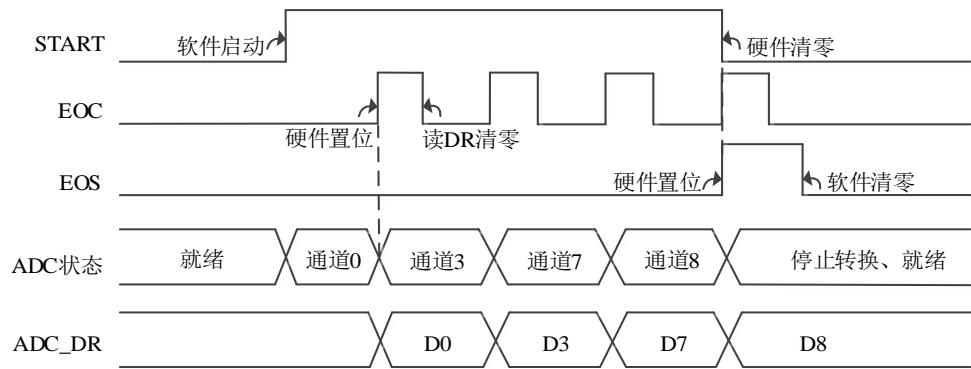 START 软件启动 硬件清零
EOC
硬件置位 读DR清零
EOS 硬件置位 软件清零
ADC状态 就绪 通道0 通道3 通道7 通道8 停止转换、就绪
ADC_DR D0 D3 D7 D8